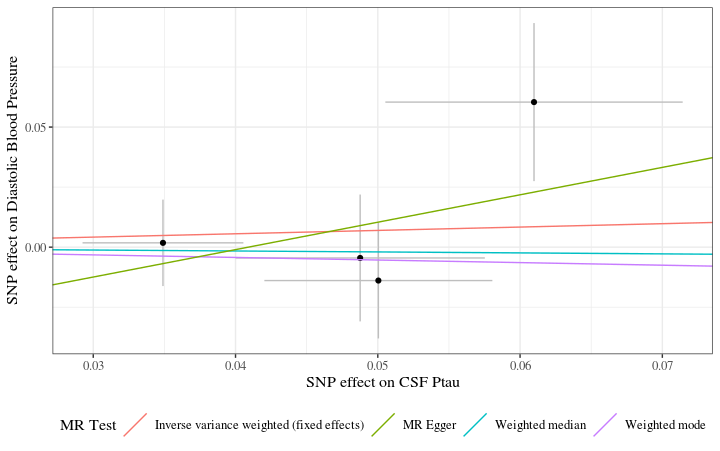 SNP effect on Diastolic Blood Pressure
0.05
0.00
0.03 0.04 0.05 0.06 0.07
SNP effect on CSF Ptau
MR Test Inverse variance weighted (fixed effects) MR Egger Weighted median Weighted mode